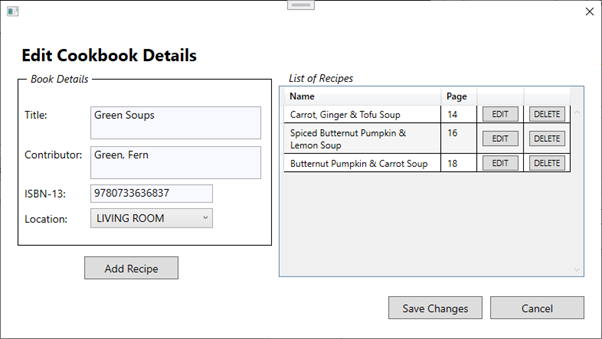 Edit Cookbook Details
Book Details
Title: Green Soups
Contributor: Green, Fern
ISBN-13: 9780733636837
Location: LIVING ROOM
Add Recipe
List of Recipes
Name Page
Carrot, Ginger & Tofu Soup 14 EDIT DELETE
Spiced Butternut Pumpkin & 16 EDIT DELETE
Lemon Soup
Butternut Pumpkin & Carrot Soup 18 EDIT DELETE
Save Changes Cancel